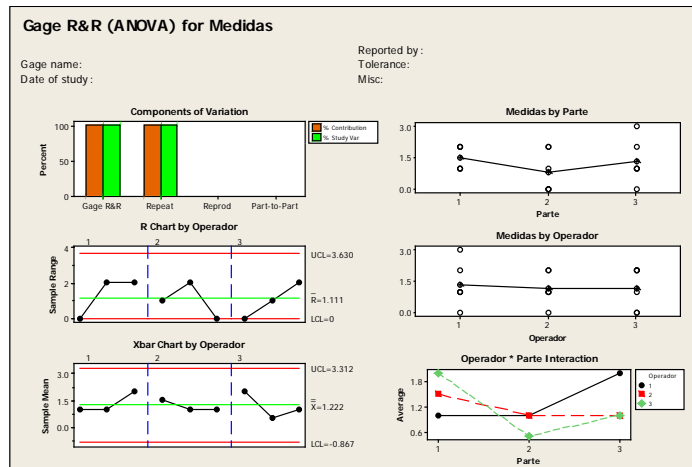 Gage R&R (ANOVA) for Medidas
Gage name:
Date of study:
Reported by:
Tolerance:
Misc:
Components of Variation
Percent
100
50
0
Gage R&R Repeat Reprod Part-to-Part
% Contribution
% Study Var
R Chart by Operador
Sample Range
1 2 3
4
2
0
UCL=3.630
R=1.111
LCL=0
Xbar Chart by Operador
Sample Mean
1 2 3
3.0
1.5
0.0
UCL=3.312
X=1.222
LCL=-0.867
Medidas by Parte
3.0
1.5
0.0
1 2 3
Parte
Medidas by Operador
3.0
1.5
0.0
1 2 3
Operador
Operador * Parte Interaction
Average
1.8
1.2
0.6
1 2 3
Parte
Operador
1
2
3